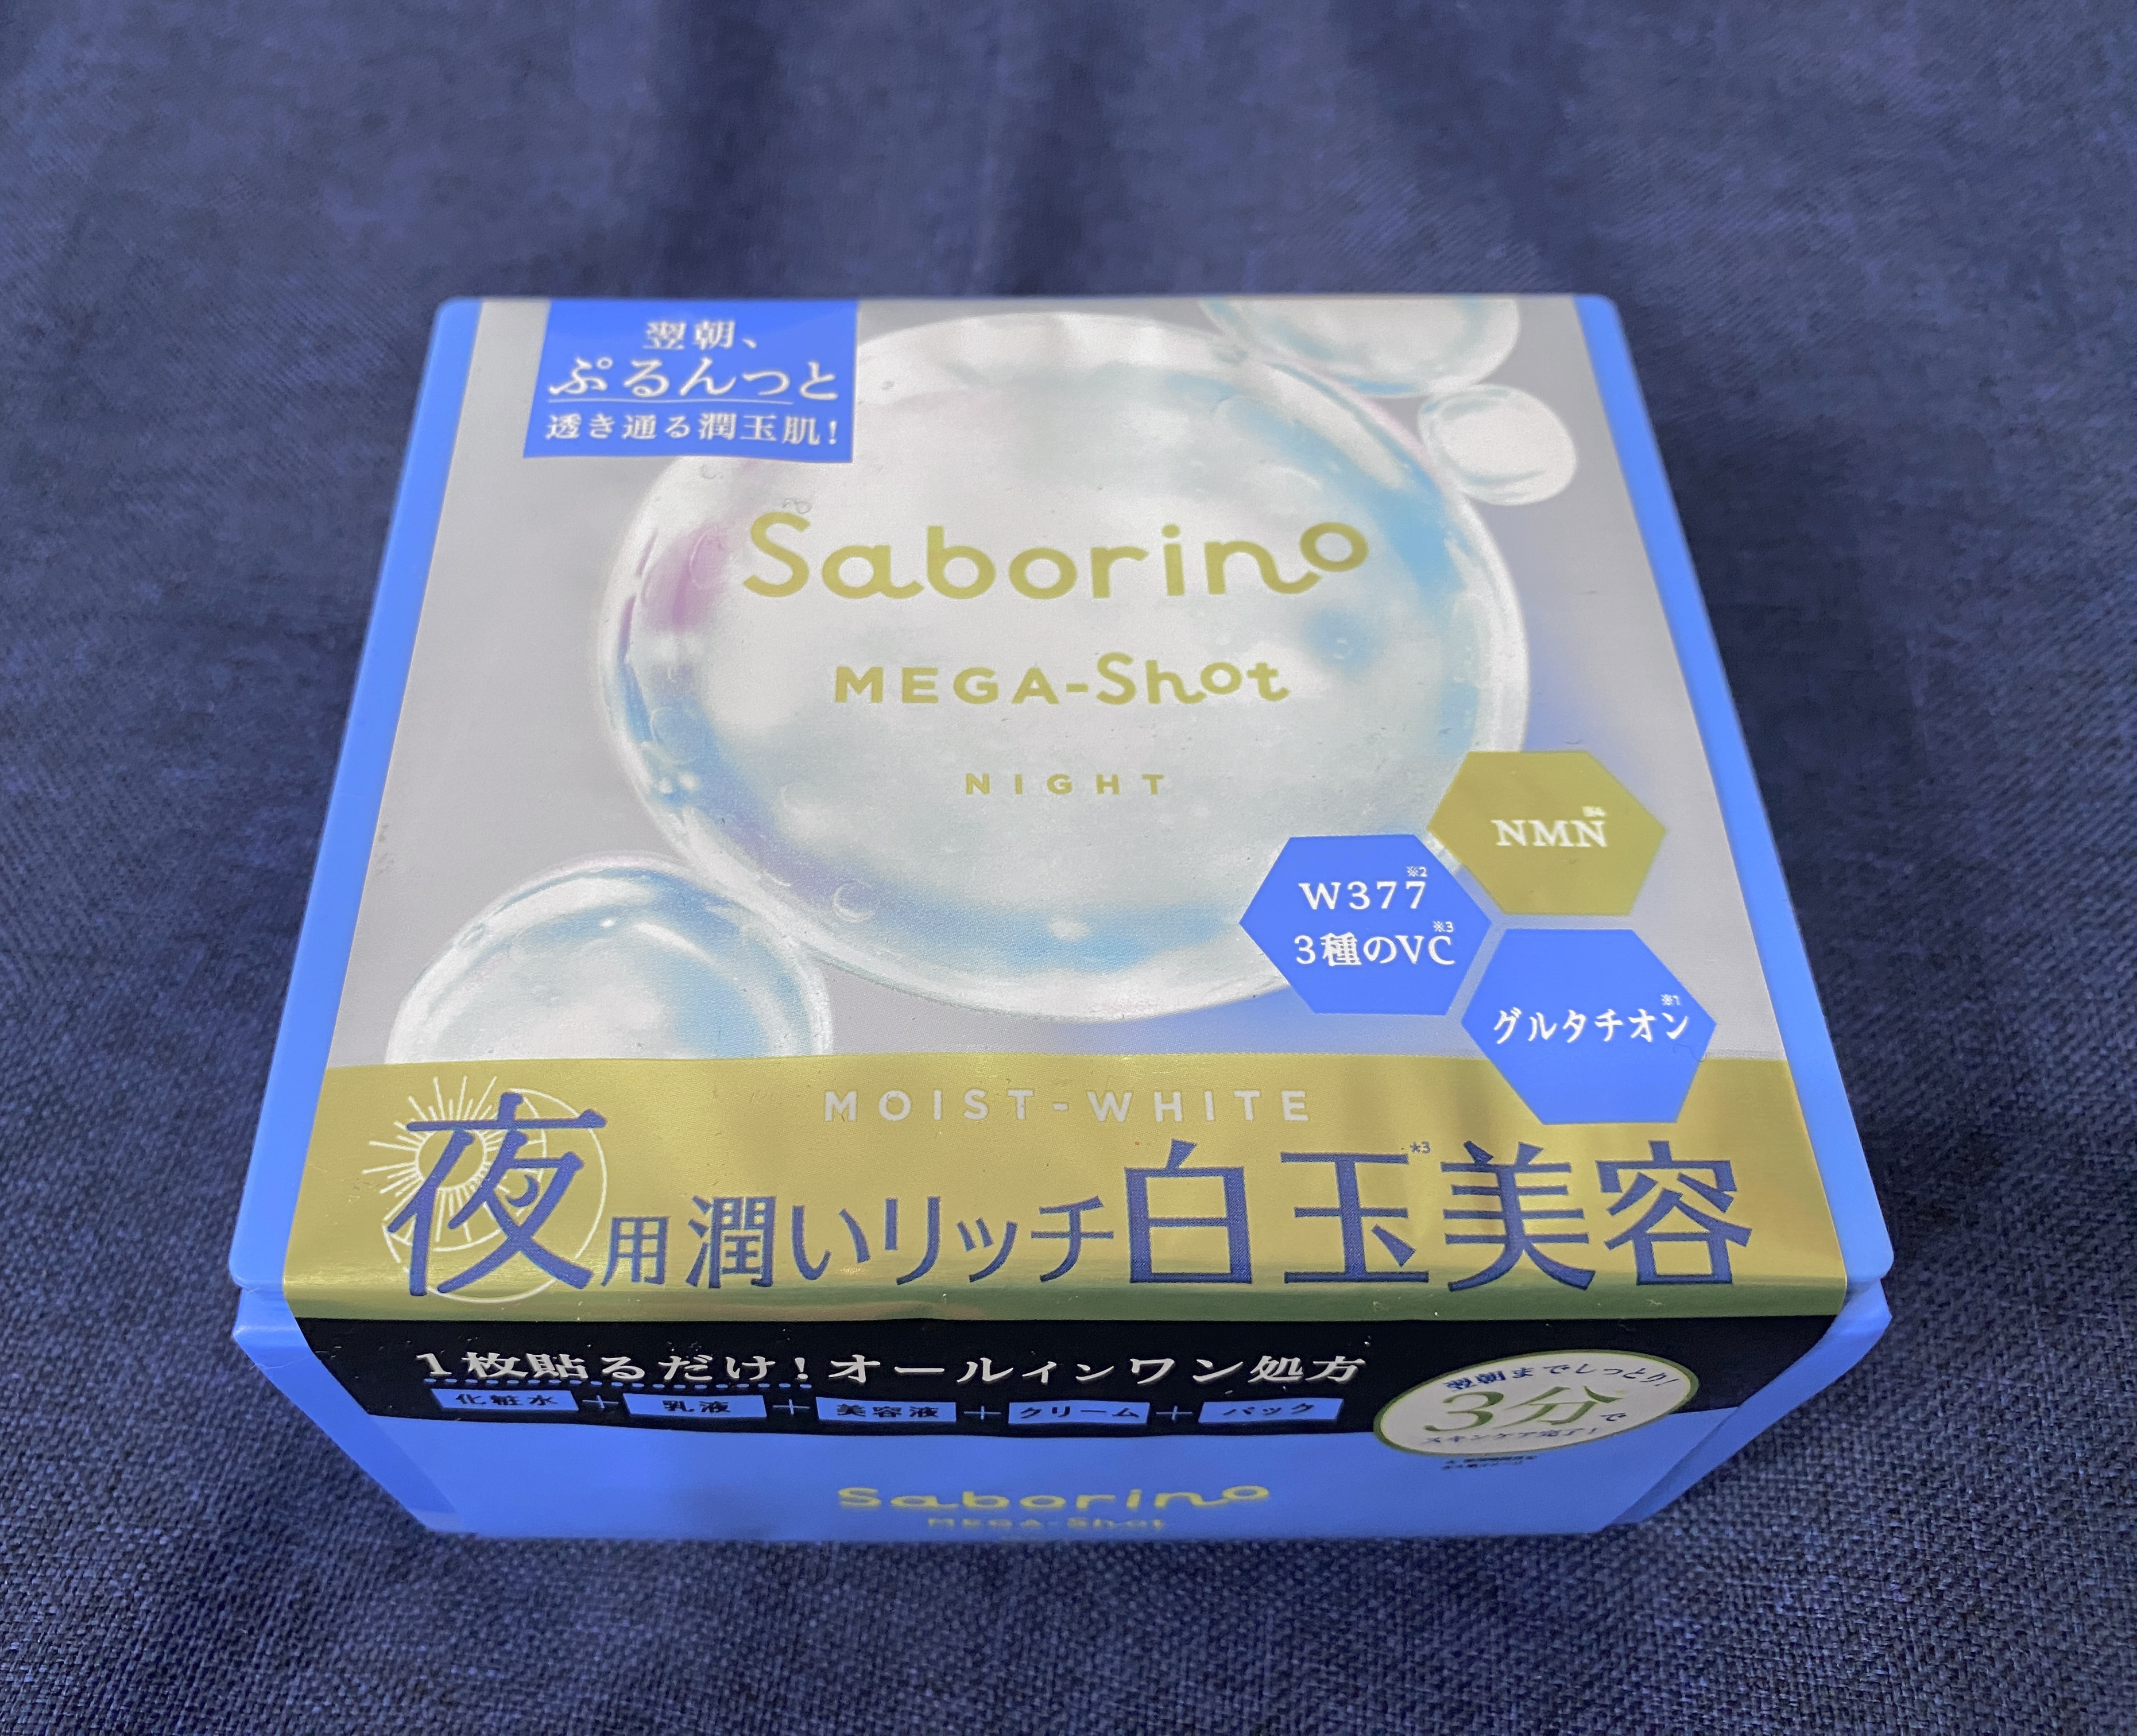 翌朝、
ぷるんっと
透き通る潤玉肌!
Saborino
MEGA-Shot
NIGHT
NMN
W377※2
3種のVC※3
グルタチオン※1
MOIST-WHITE
夜用潤いリッチ白玉*3美容
1枚貼るだけ!オールインワン処方
化粧水+乳液+美容液+クリーム+パック
翌朝までしっとり!
3分で
スキンケア完了!
Saborino
MEGA-Shot